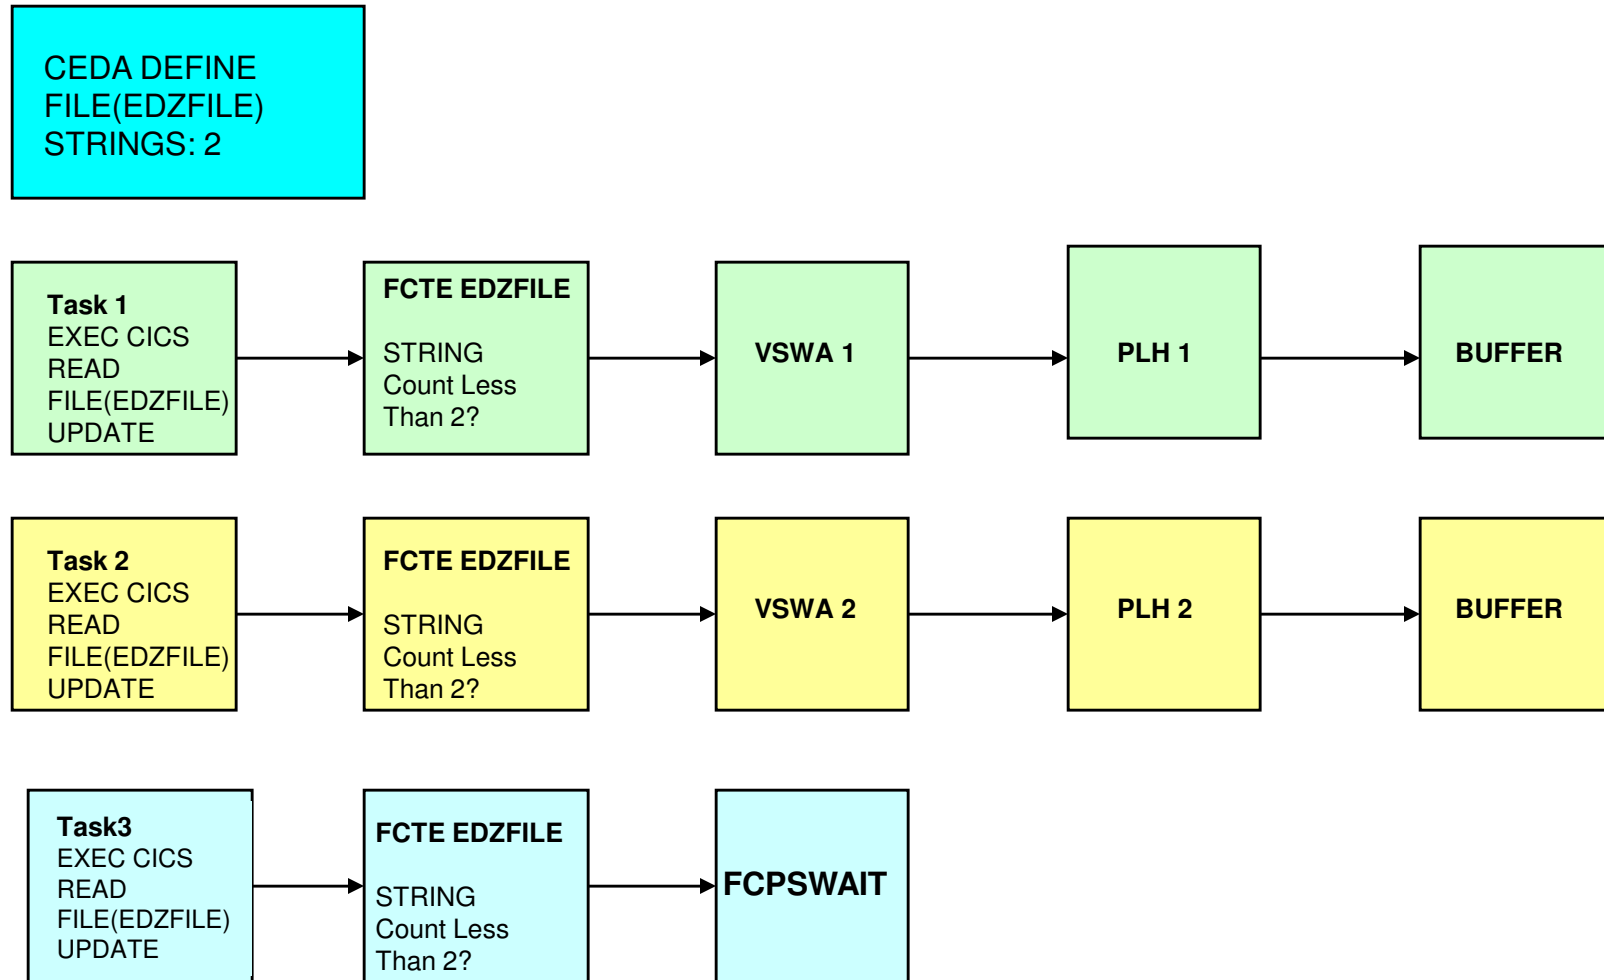 CEDA DEFINE
FILE(EDZFILE)
STRINGS: 2
Task 1
EXEC CICS
READ
FILE(EDZFILE)
UPDATE
FCTE EDZFILE
STRING
Count Less
Than 2?
VSWA 1
PLH 1
BUFFER
Task 2
EXEC CICS
READ
FILE(EDZFILE)
UPDATE
FCTE EDZFILE
STRING
Count Less
Than 2?
VSWA 2
PLH 2
BUFFER
Task3
EXEC CICS
READ
FILE(EDZFILE)
UPDATE
FCTE EDZFILE
STRING
Count Less
Than 2?
FCPSWAIT